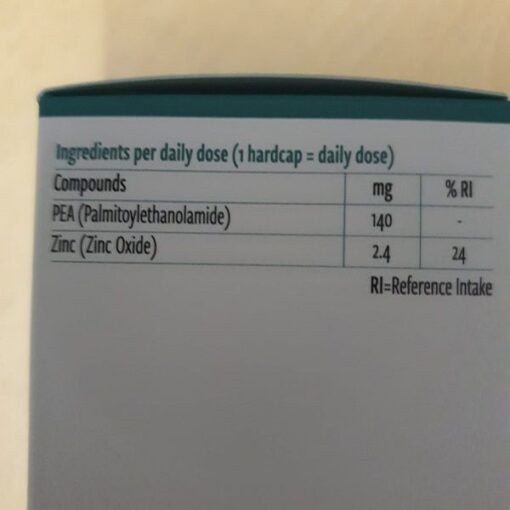 Ingredients per daily dose (1 hardcap = daily dose)
Compounds mg % RI
PEA (Palmitoylethanolamide) 140 -
Zinc (Zinc Oxide) 2.4 24
RI=Reference Intake